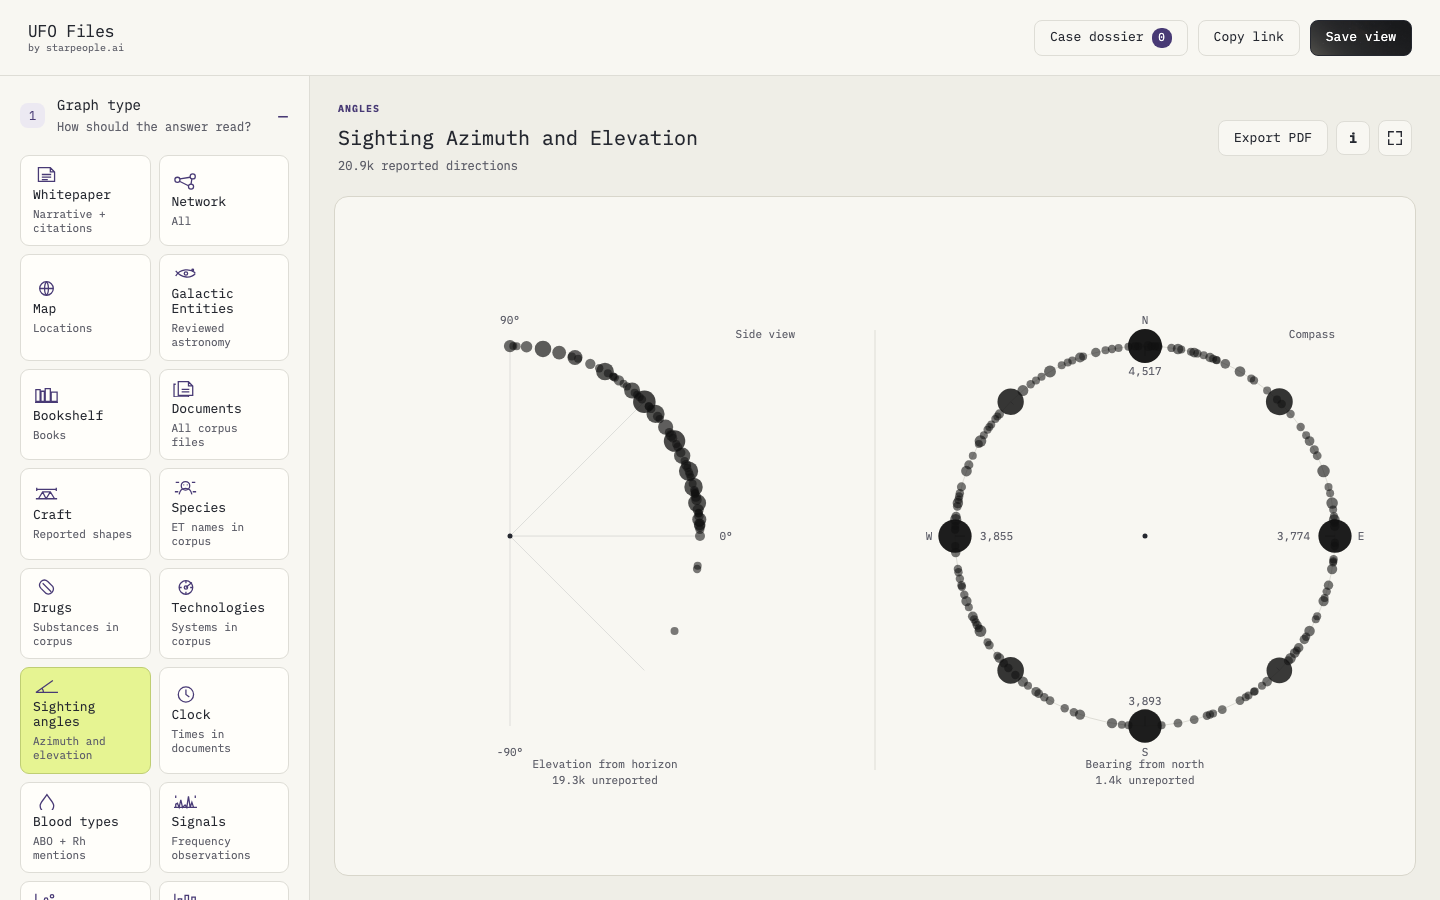 UFO Files
by starpeople.ai
Case dossier 0
Copy link
Save view
1
Graph type
How should the answer read?
Whitepaper
Narrative +
citations
Network
All
Map
Locations
Galactic
Entities
Reviewed
astronomy
Bookshelf
Books
Documents
All corpus
files
Craft
Reported shapes
Species
ET names in
corpus
Drugs
Substances in
corpus
Technologies
Systems in
corpus
Sighting
angles
Azimuth and
elevation
Clock
Times in
documents
Blood types
ABO + Rh
mentions
Signals
Frequency
observations
ANGLES
Sighting Azimuth and Elevation
20.9k reported directions
Export PDF
i
90°
Side view
0°
-90°
Elevation from horizon
19.3k unreported
N
Compass
4,517
W
3,855
3,774
E
3,893
S
Bearing from north
1.4k unreported